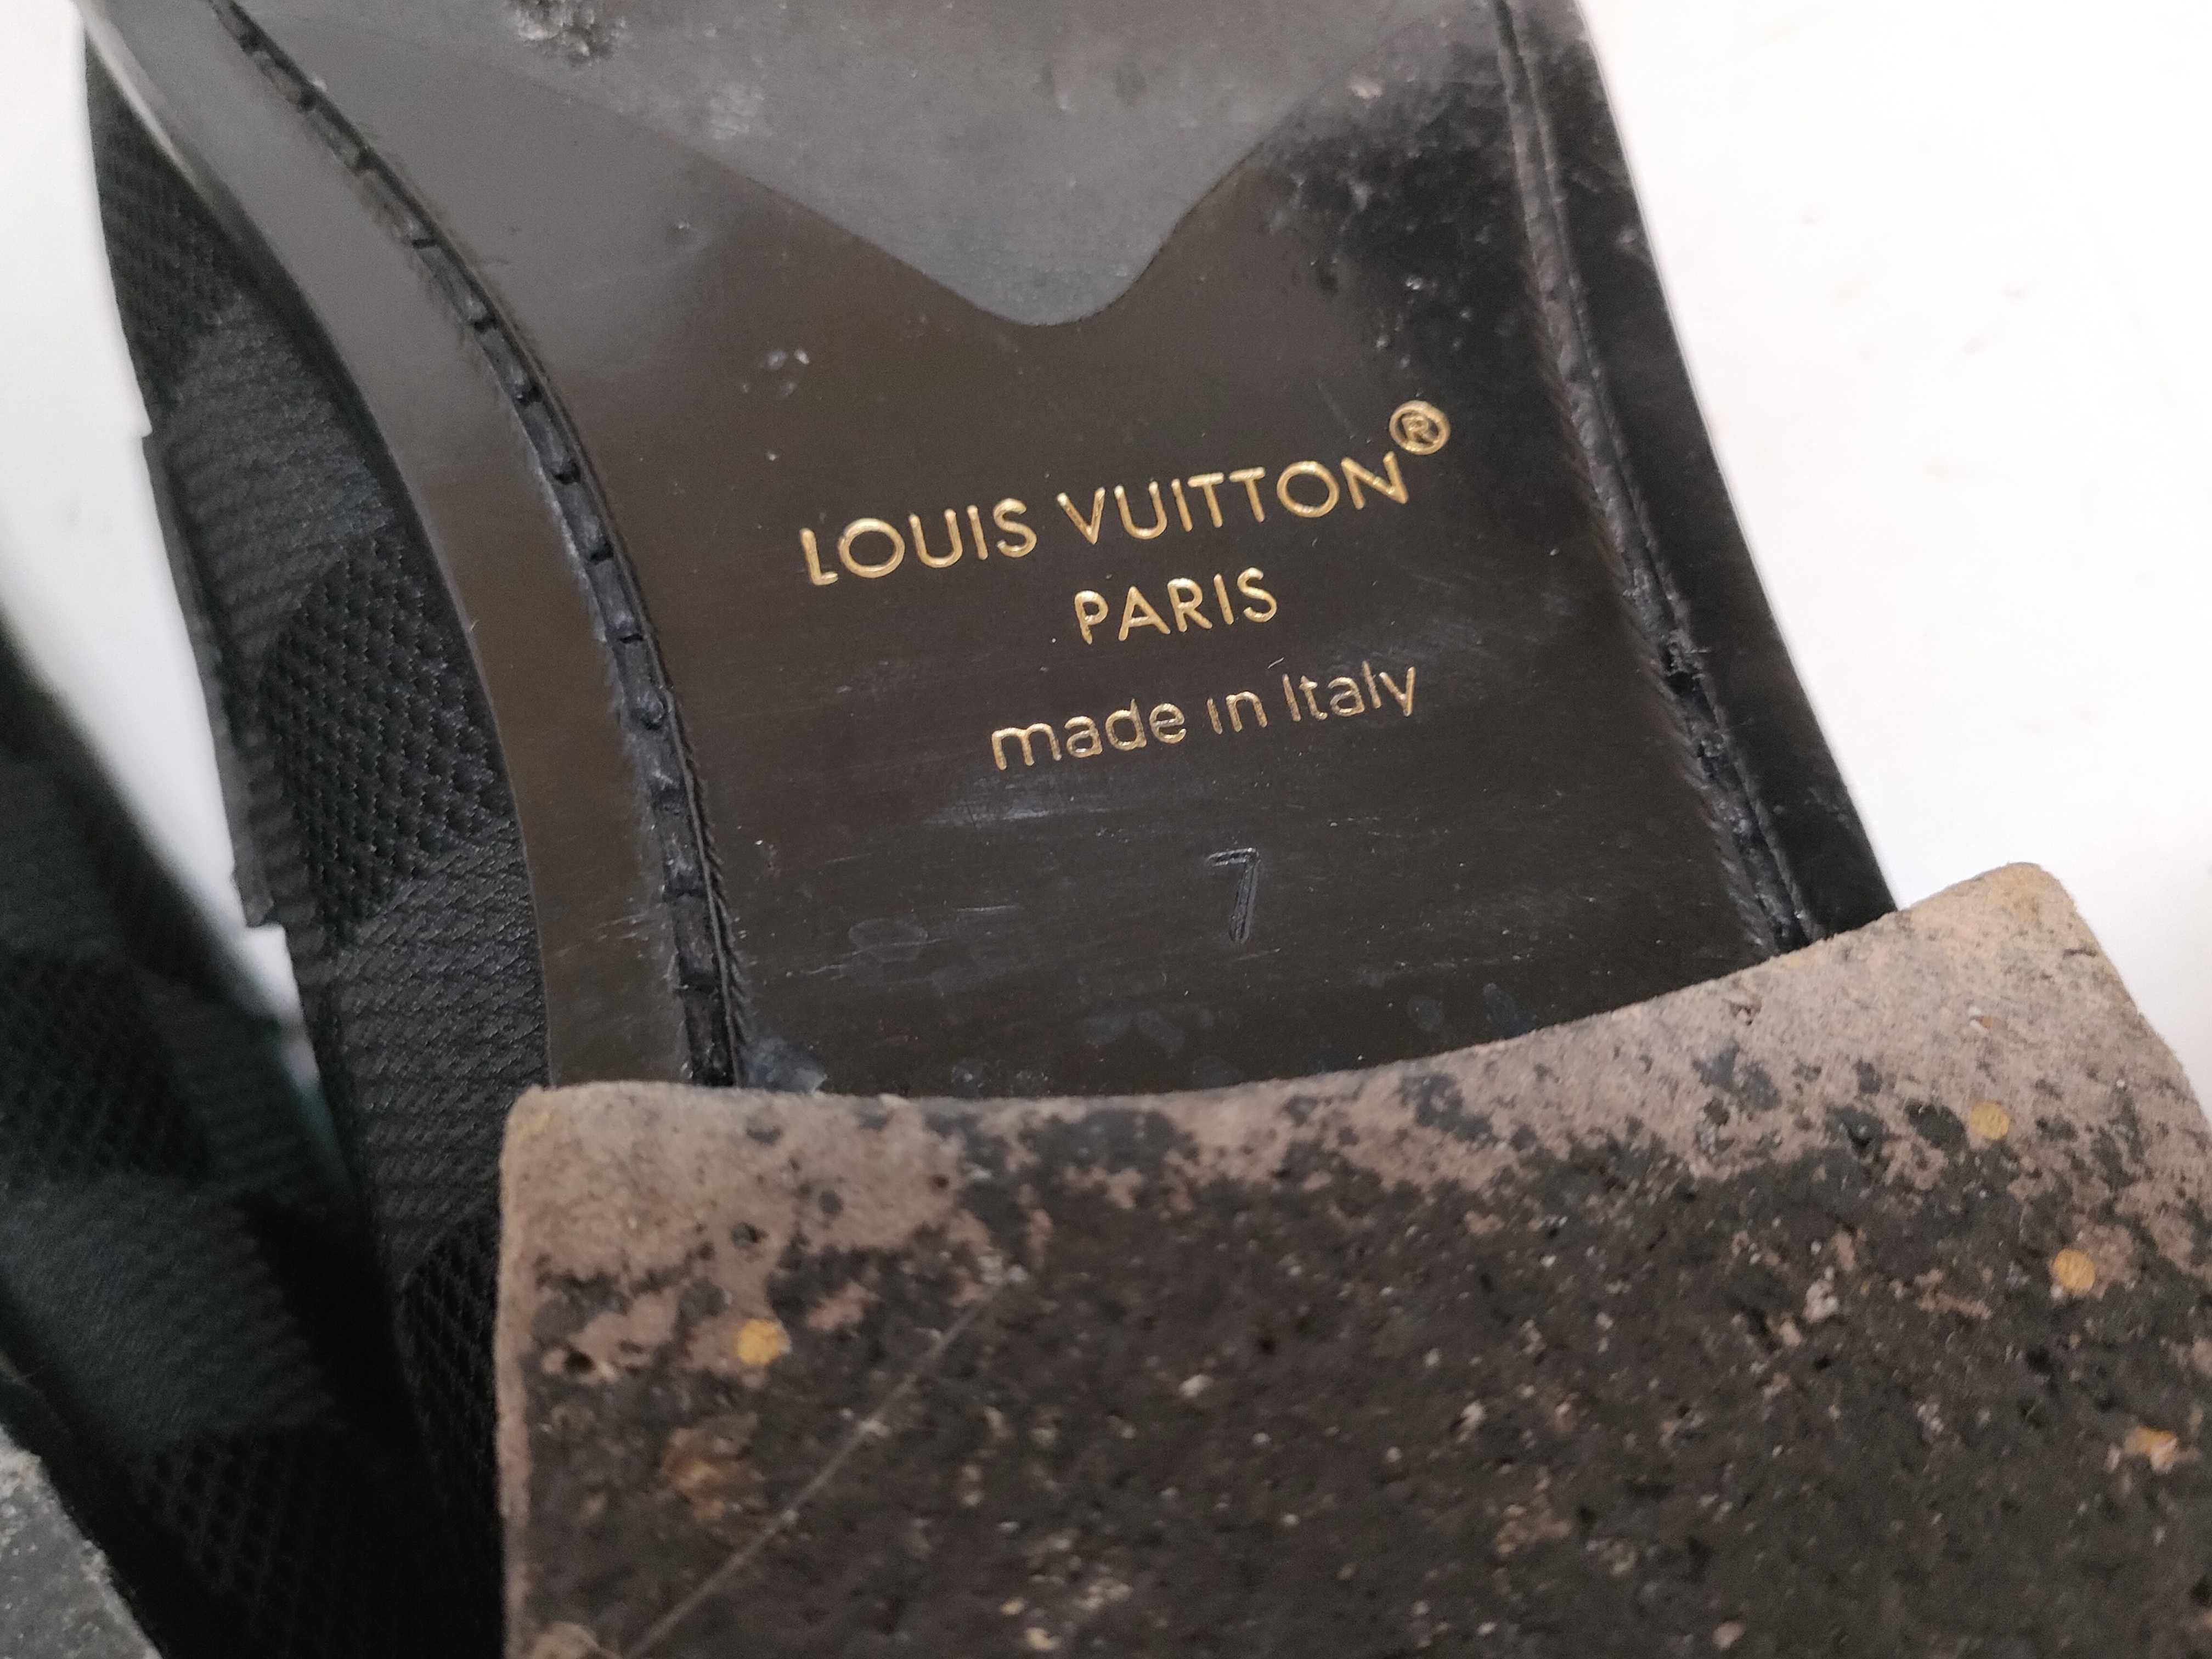 LOUIS VUITTON®
PARIS
made in Italy
7